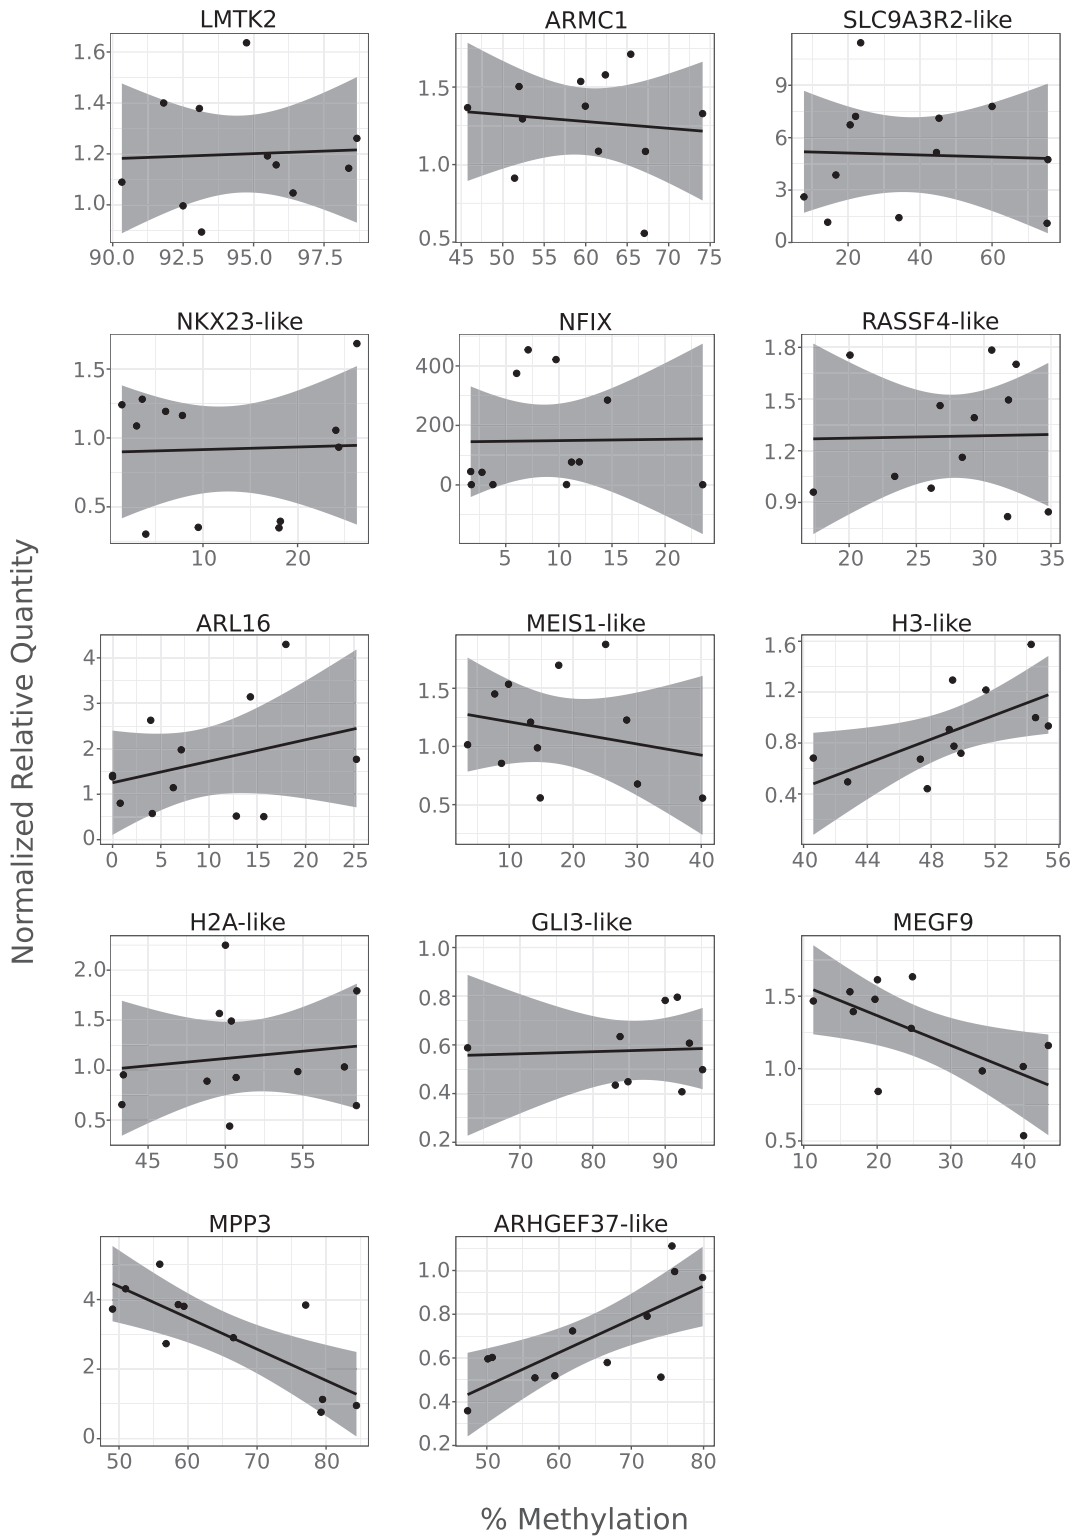 LMTK2 ARMC1 SLC9A3R2-like
1.6
1.4
1.2
1.0
90.0 92.5 95.0 97.5
1.5
1.0
0.5
45 50 55 60 65 70 75
9
6
3
0
20 40 60
NKX23-like NFIX RASSF4-like
1.5
1.0
0.5
10 20
400
200
0
5 10 15 20
1.8
1.5
1.2
0.9
20 25 30 35
Normalized Relative Quantity
ARL16 MEIS1-like H3-like
4
3
2
1
0
0 5 10 15 20 25
1.5
1.0
0.5
10 20 30 40
1.6
1.2
0.8
0.4
40 44 48 52 56
H2A-like GLI3-like MEGF9
2.0
1.5
1.0
0.5
45 50 55
1.0
0.8
0.6
0.4
0.2
70 80 90
1.5
1.0
0.5
10 20 30 40
MPP3 ARHGEF37-like
4
2
0
50 60 70 80
1.0
0.8
0.6
0.4
0.2
50 60 70 80
% Methylation